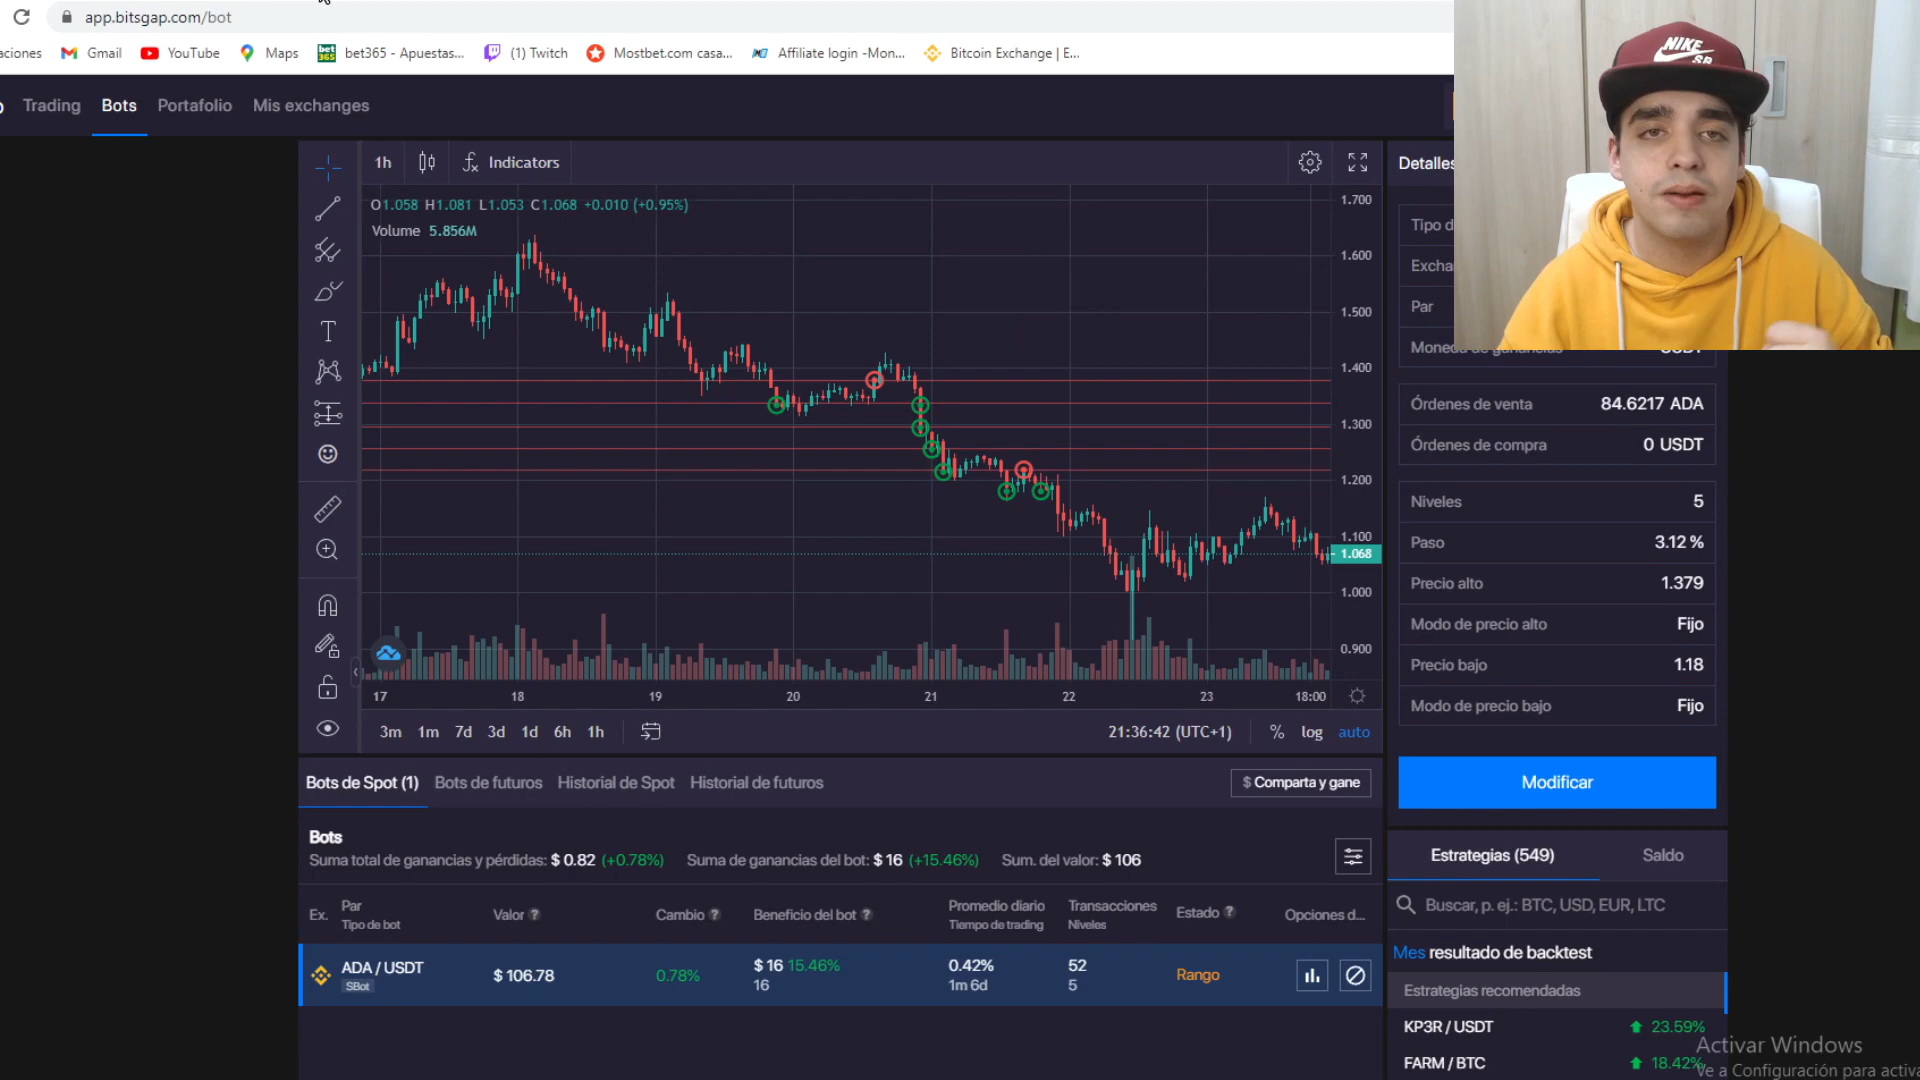 app.bitsgap.com/bot
aciones Gmail YouTube Maps bet365 - Apuestas... (1) Twitch Mostbet.com casa... Affiliate login -Mon... Bitcoin Exchange | E...
Trading Bots Portafolio Mis exchanges
NIKE
SB
1h Indicators
O1.058 H1.081 L1.053 C1.068 +0.010 (+0.95%)
Volume 5.856M
1.700
1.600
1.500
1.400
1.300
1.200
1.100
1.068
1.000
0.900
17 18 19 20 21 22 23 18:00
3m 1m 7d 3d 1d 6h 1h 21:36:42 (UTC+1) % log auto
Detalles
Tipo d
Excha
Par
Moneda de ganancias USDT
Órdenes de venta 84.6217 ADA
Órdenes de compra 0 USDT
Niveles 5
Paso 3.12 %
Precio alto 1.379
Modo de precio alto Fijo
Precio bajo 1.18
Modo de precio bajo Fijo
Modificar
Bots de Spot (1) Bots de futuros Historial de Spot Historial de futuros $ Comparta y gane
Bots
Suma total de ganancias y pérdidas: $ 0.82 (+0.78%) Suma de ganancias del bot: $ 16 (+15.46%) Sum. del valor: $ 106
Ex. Par Valor ? Cambio ? Beneficio del bot ? Promedio diario Transacciones Estado ? Opciones d...
Tipo de bot Tiempo de trading Niveles
ADA / USDT $ 106.78 0.78% $ 16 15.46% 0.42% 52 Rango
SBot 16 1m 6d 5
Estrategias (549) Saldo
Buscar, p. ej.: BTC, USD, EUR, LTC
Mes resultado de backtest
Estrategias recomendadas
KP3R / USDT 23.59%
FARM / BTC 18.42%
Activar Windows
Ve a Configuración para activa